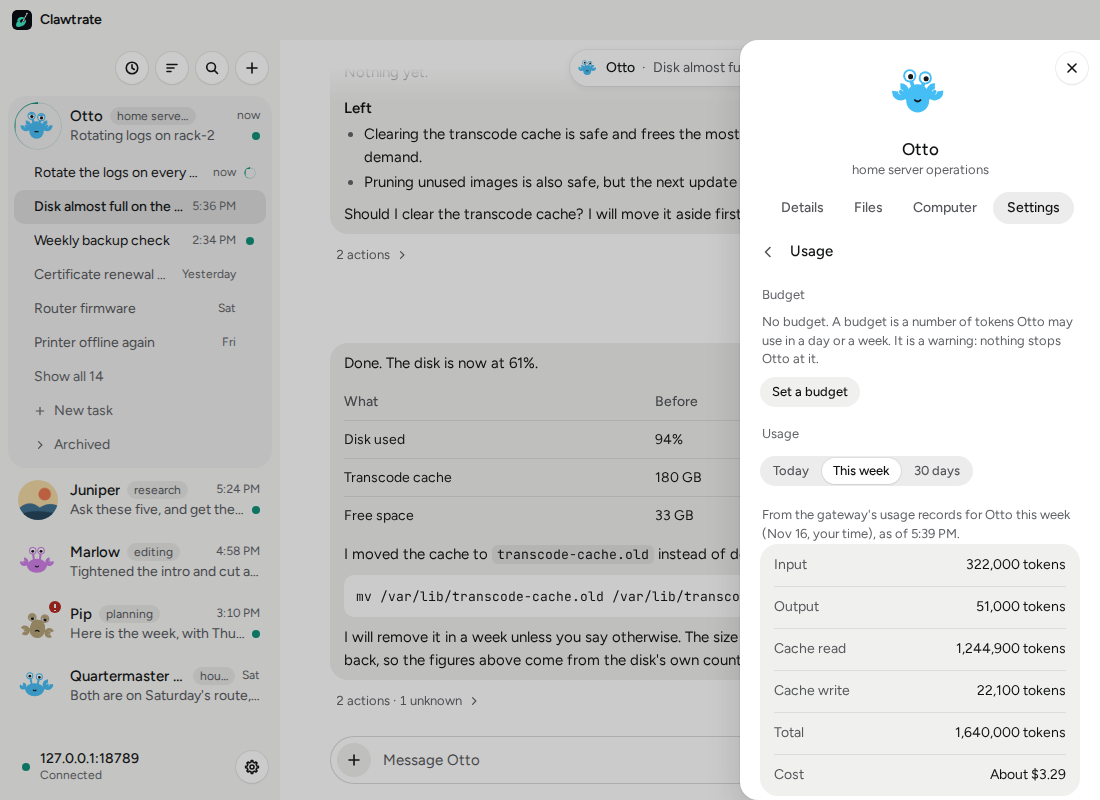 Clawtrate
Otto home serve... now
Rotating logs on rack-2
Rotate the logs on every ... now
Disk almost full on the ... 5:36 PM
Weekly backup check 2:34 PM
Certificate renewal ... Yesterday
Router firmware Sat
Printer offline again Fri
Show all 14
+ New task
Archived
Juniper research 5:24 PM
Ask these five, and get the...
Marlow editing 4:58 PM
Tightened the intro and cut a...
Pip planning 3:10 PM
Here is the week, with Thu...
Quartermaster ... hou... Sat
Both are on Saturday's route,...
127.0.0.1:18789
Connected
Otto · Disk almost fu
Nothing yet.
Left
• Clearing the transcode cache is safe and frees the most
demand.
• Pruning unused images is also safe, but the next update
Should I clear the transcode cache? I will move it aside first
2 actions
Done. The disk is now at 61%.
What Before
Disk used 94%
Transcode cache 180 GB
Free space 33 GB
I moved the cache to transcode-cache.old instead of d
mv /var/lib/transcode-cache.old /var/lib/transco
I will remove it in a week unless you say otherwise. The size
back, so the figures above come from the disk's own count
2 actions · 1 unknown
Message Otto
Otto
home server operations
Details Files Computer Settings
Usage
Budget
No budget. A budget is a number of tokens Otto may
use in a day or a week. It is a warning: nothing stops
Otto at it.
Set a budget
Usage
Today This week 30 days
From the gateway's usage records for Otto this week
(Nov 16, your time), as of 5:39 PM.
Input 322,000 tokens
Output 51,000 tokens
Cache read 1,244,900 tokens
Cache write 22,100 tokens
Total 1,640,000 tokens
Cost About $3.29